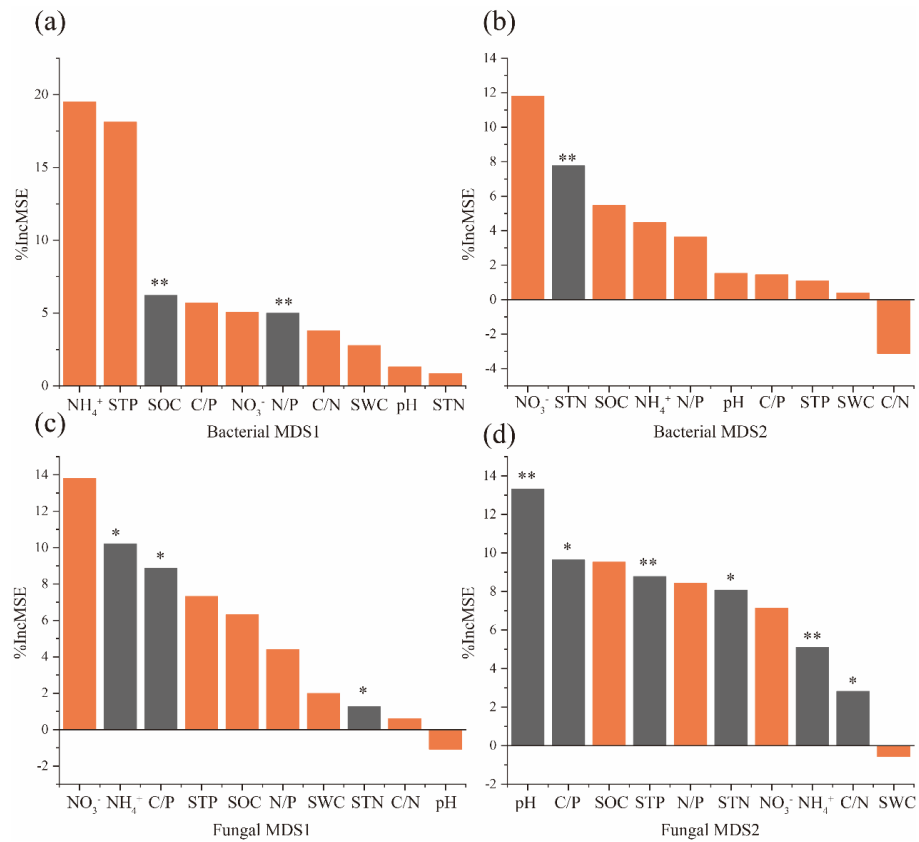 (a)
%IncMSE
20
15
10
5
0
**
**
NH₄⁺ STP SOC C/P NO₃⁻ N/P C/N SWC pH STN
Bacterial MDS1
(b)
%IncMSE
14
12
10
8
6
4
2
0
-2
-4
**
NO₃⁻ STN SOC NH₄⁺ N/P pH C/P STP SWC C/N
Bacterial MDS2
(c)
%IncMSE
14
12
10
8
6
4
2
0
-2
*
*
*
NO₃⁻ NH₄⁺ C/P STP SOC N/P SWC STN C/N pH
Fungal MDS1
(d)
%IncMSE
14
12
10
8
6
4
2
0
-2
**
*
**
*
**
*
pH C/P SOC STP N/P STN NO₃⁻ NH₄⁺ C/N SWC
Fungal MDS2